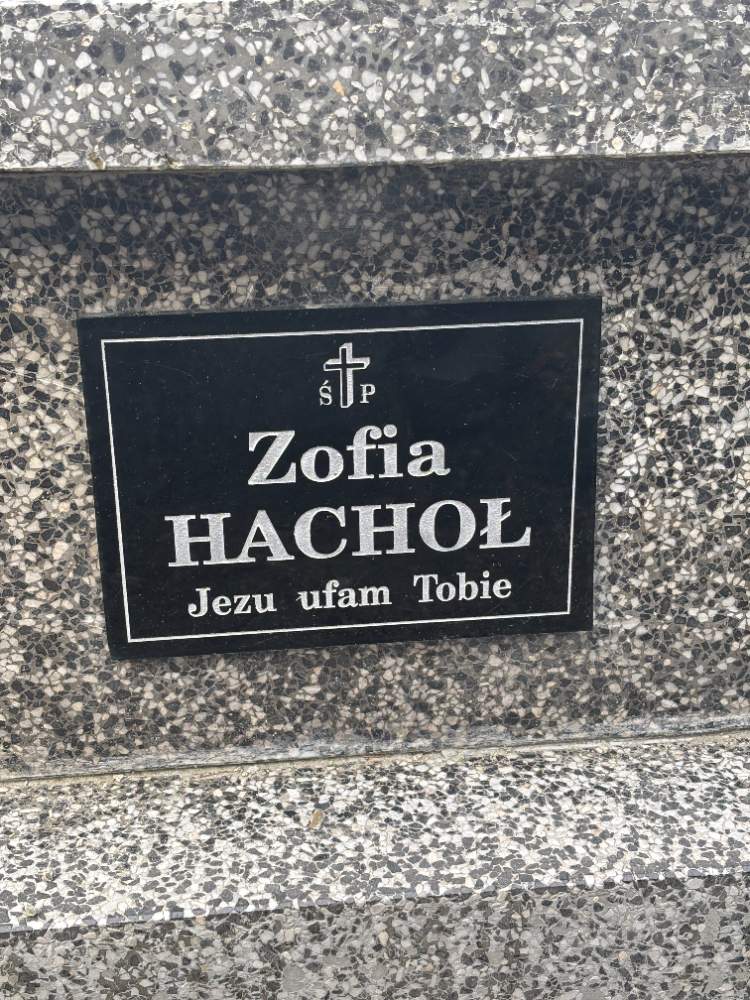 Ś P
Zofia
HACHOŁ
Jezu ufam Tobie